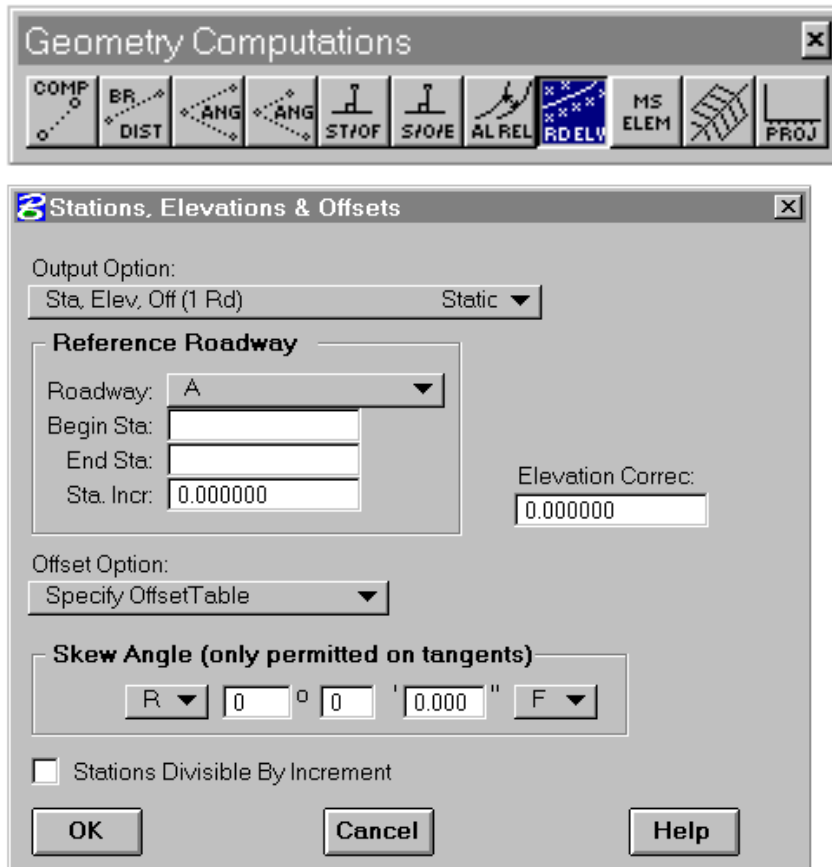 Geometry Computations
COMP
BR DIST
ANG
ANG
ST/OF
S/O/E
AL REL
RD ELV
MS ELEM
PROJ
Stations, Elevations & Offsets
Output Option:
Sta, Elev, Off (1 Rd) Static
Reference Roadway
Roadway: A
Begin Sta:
End Sta:
Sta. Incr: 0.000000
Elevation Correc:
0.000000
Offset Option:
Specify OffsetTable
Skew Angle (only permitted on tangents)
R 0 o 0 ' 0.000 " F
Stations Divisible By Increment
OK Cancel Help